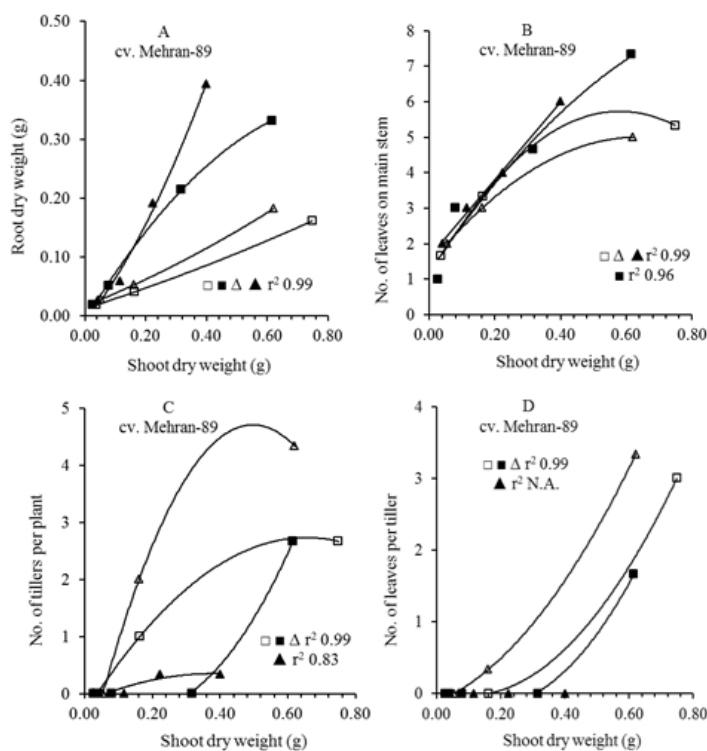 A
cv. Mehran-89
Root dry weight (g)
0.50
0.40
0.30
0.20
0.10
0.00
□ ■ Δ ▲ r² 0.99
0.00 0.20 0.40 0.60 0.80
Shoot dry weight (g)
B
cv. Mehran-89
No. of leaves on main stem
8
7
6
5
4
3
2
1
0
□ Δ ▲ r² 0.99
■ r² 0.96
0.00 0.20 0.40 0.60 0.80
Shoot dry weight (g)
C
cv. Mehran-89
No. of tillers per plant
5
4
3
2
1
0
□ ■ Δ r² 0.99
▲ r² 0.83
0.00 0.20 0.40 0.60 0.80
Shoot dry weight (g)
D
cv. Mehran-89
□ ■ Δ r² 0.99
▲ r² N.A.
No. of leaves per tiller
4
3
2
1
0
0.00 0.20 0.40 0.60 0.80
Shoot dry weight (g)